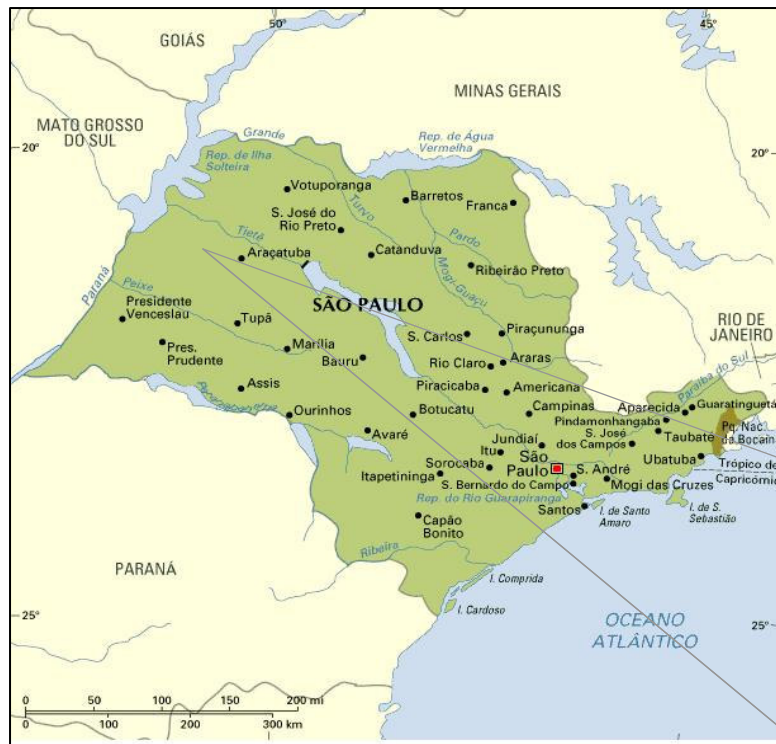 50°
45°
GOIÁS
MINAS GERAIS
MATO GROSSO
DO SUL
20°
20°
Grande
Rep. de Água
Vermelha
Rep. de Ilha
Solteira
Votuporanga
Barretos
Franca
Turvo
S. José do
Rio Preto
Tietê
Pardo
Araçatuba
Catanduva
Ribeirão Preto
Mogi-Guaçu
Paraná
Peixe
Presidente
Venceslau
SÃO PAULO
Tupã
S. Carlos
Piraçununga
RIO DE
JANEIRO
Pres.
Prudente
Marília
Bauru
Rio Claro
Araras
Paraíba do Sul
Assis
Piracicaba
Americana
Aparecida
Guaratinguetá
Paranapanema
Ourinhos
Botucatu
Campinas
Pindamonhangaba
Pq. Nac.
da Bocaina
Avaré
Jundiaí
S. José
dos Campos
Taubaté
Itu
São
Paulo
Ubatuba
Trópico de
Capricórnio
Sorocaba
Itapetininga
S. André
S. Bernardo do Campo
Mogi das Cruzes
Rep. do Rio Guarapiranga
Santos
I. de Santo
Amaro
I. de S.
Sebastião
Capão
Bonito
Ribeira
PARANÁ
I. Comprida
I. Cardoso
OCEANO
ATLÂNTICO
25°
25°
0 50 100 150 200 mi
0 100 200 300 km